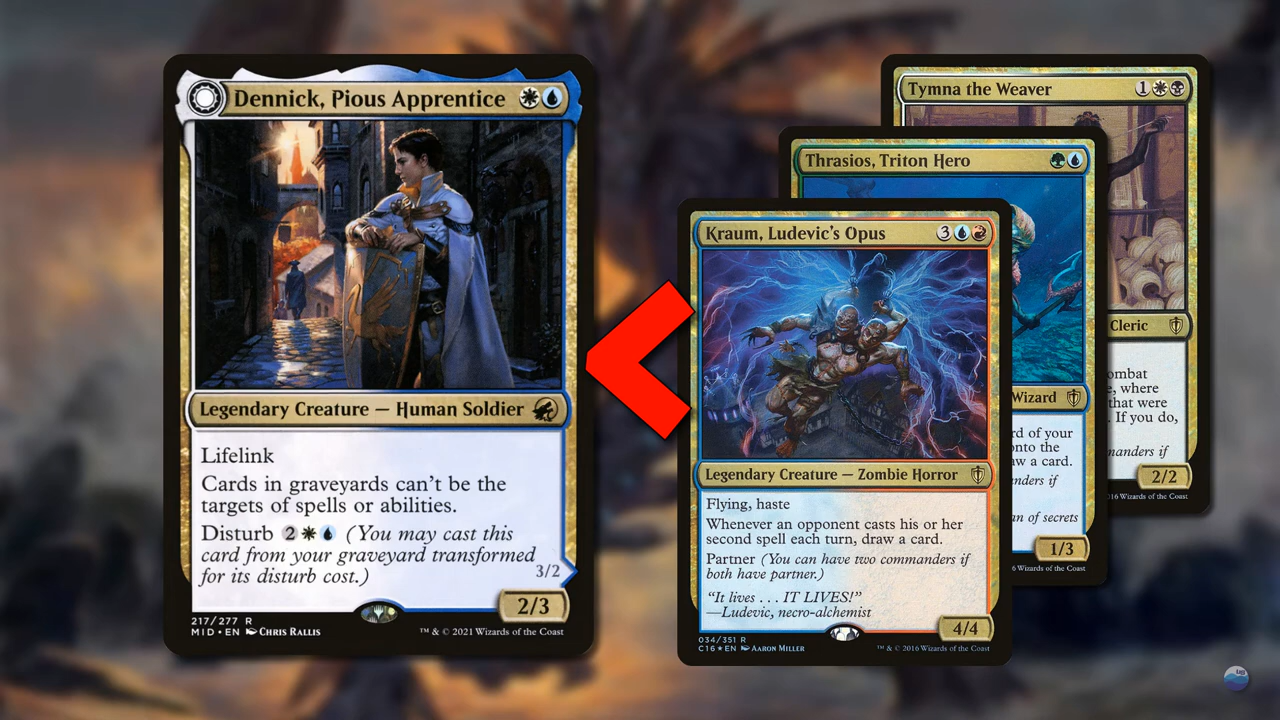 Dennick, Pious Apprentice
Legendary Creature — Human Soldier
Lifelink
Cards in graveyards can't be the
targets of spells or abilities.
Disturb 2 (You may cast this
card from your graveyard transformed
for its disturb cost.)
3/2
2/3
217/277 R
MID • EN Chris Rallis
™ & © 2021 Wizards of the Coast
Kraum, Ludevic's Opus
3
Legendary Creature — Zombie Horror
Flying, haste
Whenever an opponent casts his or her
second spell each turn, draw a card.
Partner (You can have two commanders if
both have partner.)
"It lives . . . IT LIVES!"
—Ludevic, necro-alchemist
4/4
034/351 R
C16 ★ EN Aaron Miller
™ & © 2016 Wizards of the Coast
Thrasios, Triton Hero
Wizard
rd of your
onto the
aw a card.
nders if
n of secrets
1/3
6 Wizards of the Coast
Tymna the Weaver
1
Cleric
ombat
e, where
that were
. If you do,
nanders if
2/2
16 Wizards of the Coast